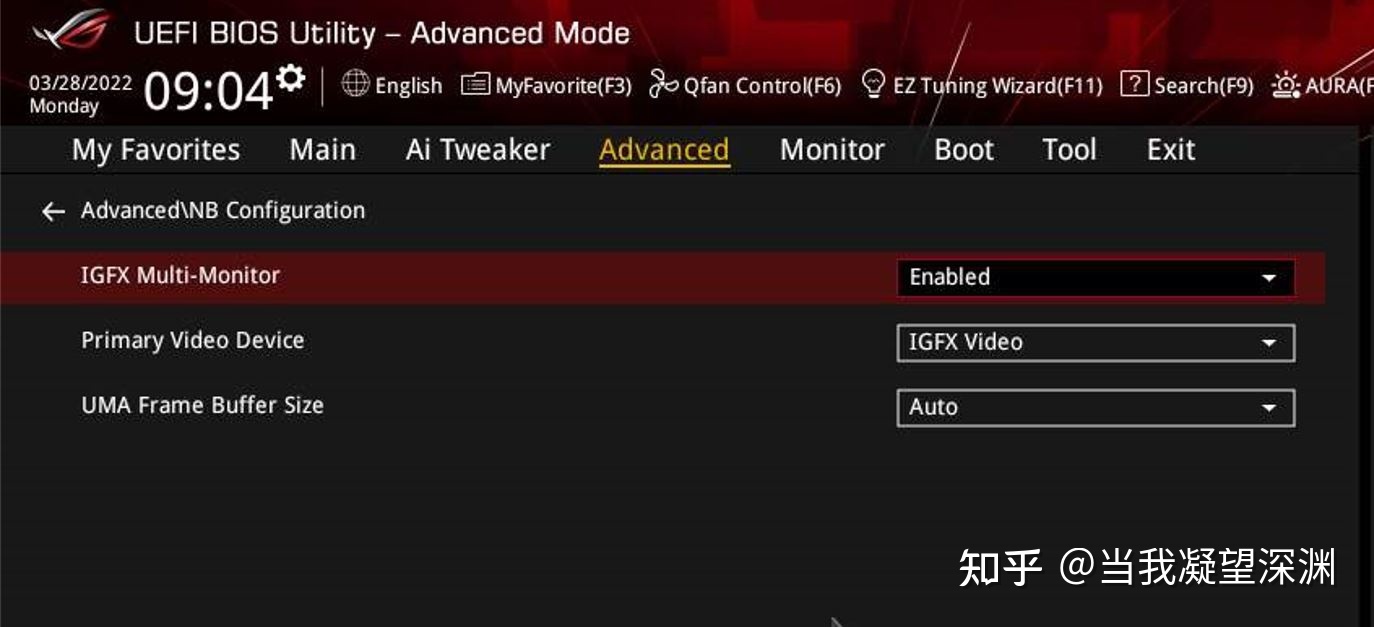 UEFI BIOS Utility – Advanced Mode
03/28/2022
Monday
09:04
English MyFavorite(F3) Qfan Control(F6) EZ Tuning Wizard(F11) ? Search(F9) AURA(F
My Favorites Main Ai Tweaker Advanced Monitor Boot Tool Exit
← Advanced\NB Configuration
IGFX Multi-Monitor Enabled
Primary Video Device IGFX Video
UMA Frame Buffer Size Auto
知乎 @当我凝望深渊